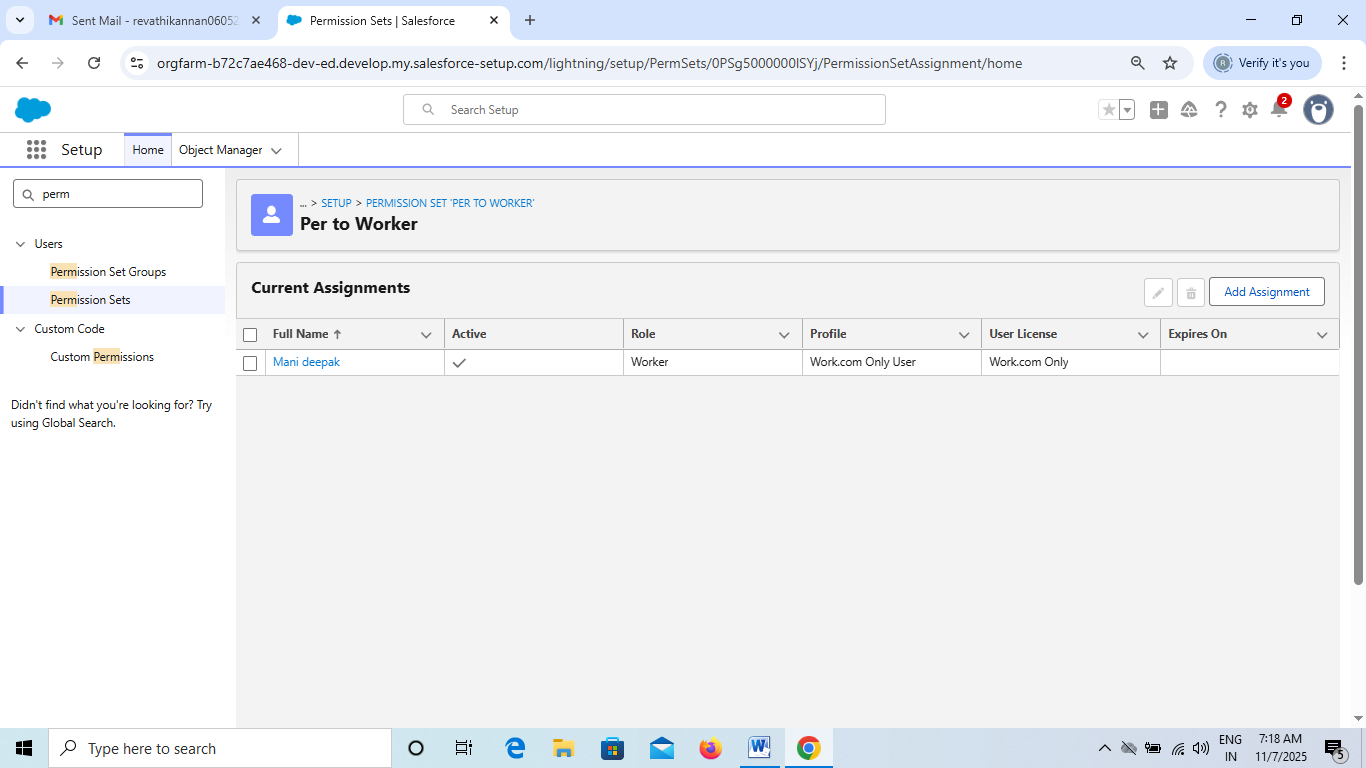 Sent Mail - revathikannan06052
Permission Sets | Salesforce
orgfarm-b72c7ae468-dev-ed.develop.my.salesforce-setup.com/lightning/setup/PermSets/0PSg5000000ISYj/PermissionSetAssignment/home
R
Verify it's you
Search Setup
2
Setup
Home
Object Manager
perm
Users
Permission Set Groups
Permission Sets
Custom Code
Custom Permissions
Didn't find what you're looking for? Try
using Global Search.
... > SETUP > PERMISSION SET 'PER TO WORKER'
Per to Worker
Current Assignments
Add Assignment
Full Name Active Role Profile User License Expires On
Mani deepak Worker Work.com Only User Work.com Only
Type here to search
ENG
IN
7:18 AM
11/7/2025
5